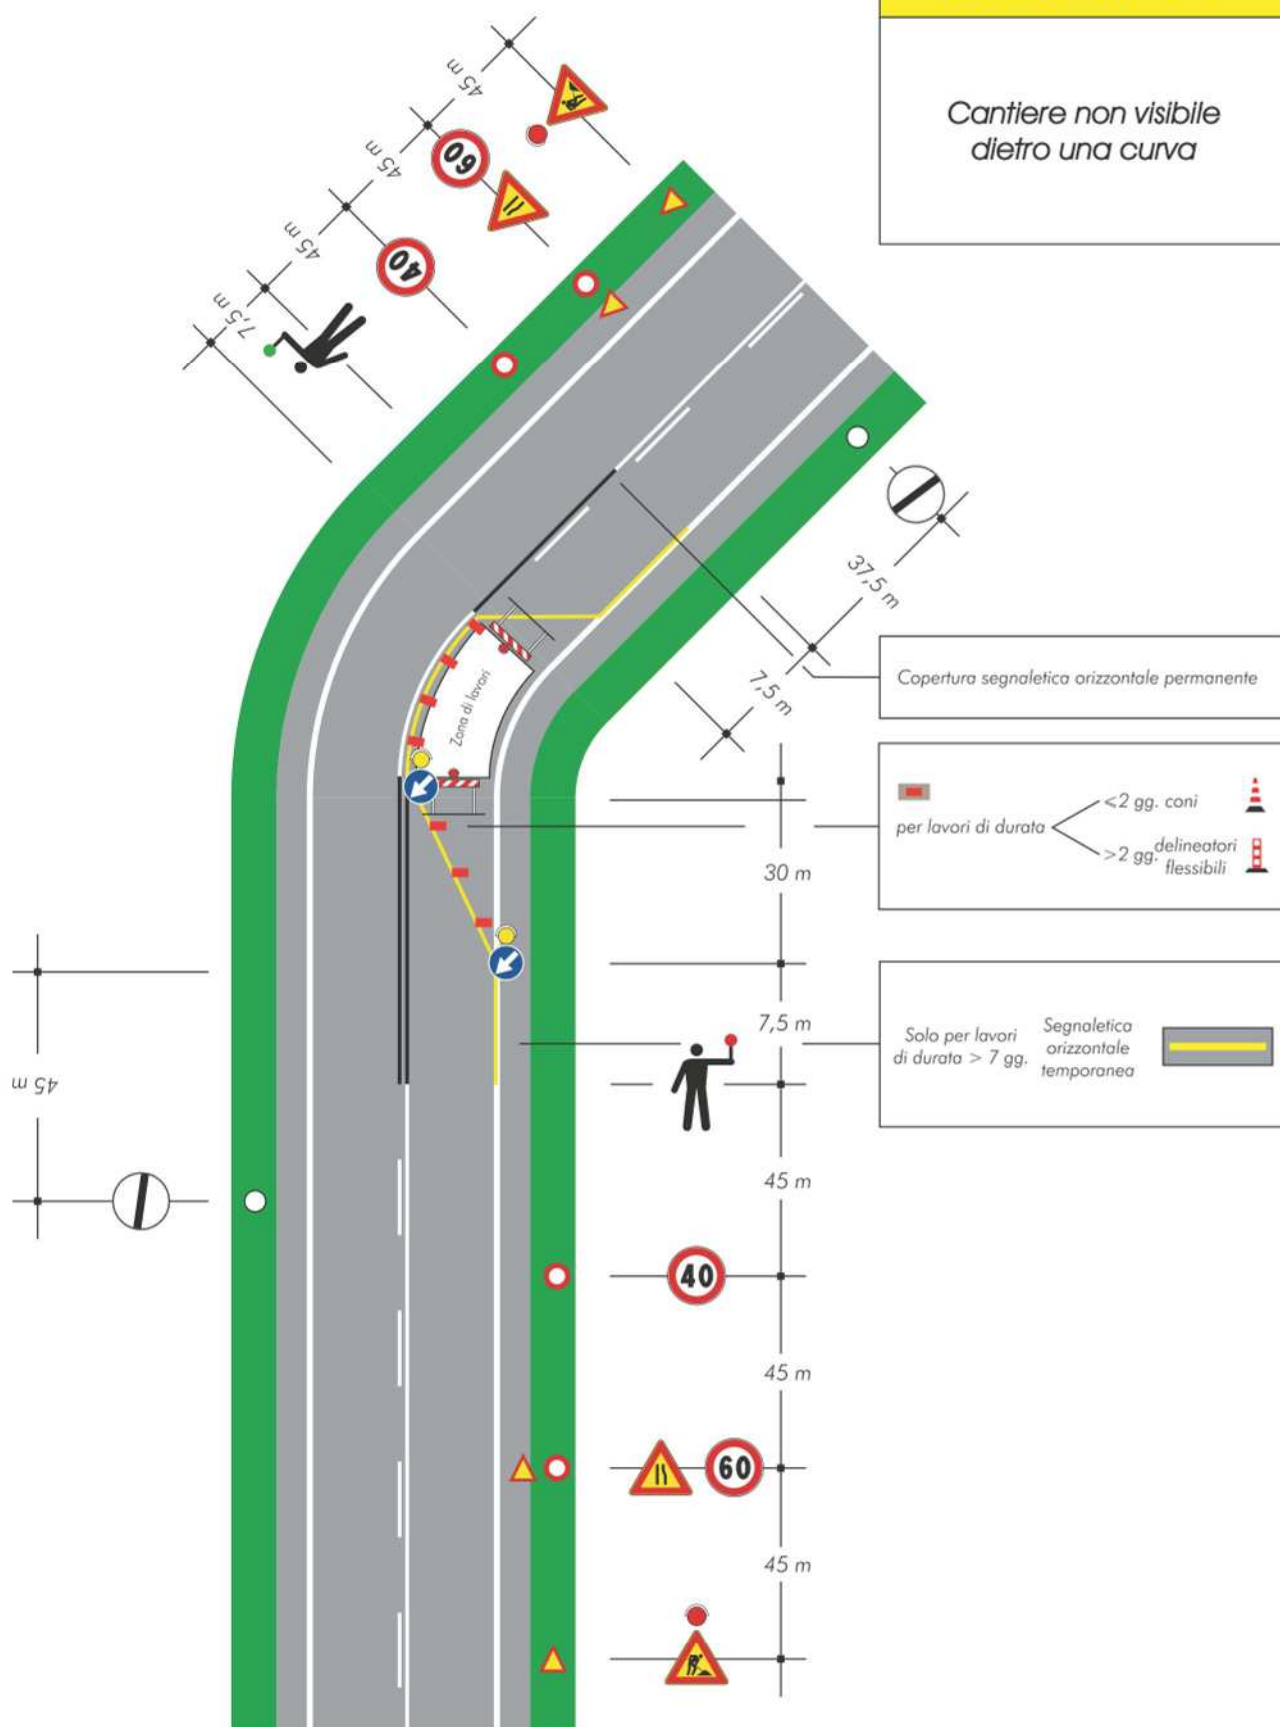 Cantiere non visibile
dietro una curva
45 m
45 m
60
45 m
40
7,5 m
37,5 m
7,5 m
Copertura segnaletica orizzontale permanente
Zona di lavori
per lavori di durata
<2 gg. coni
>2 gg. delineatori
flessibili
30 m
7,5 m
Solo per lavori
di durata > 7 gg.
Segnaletica
orizzontale
temporanea
45 m
45 m
40
45 m
60
45 m